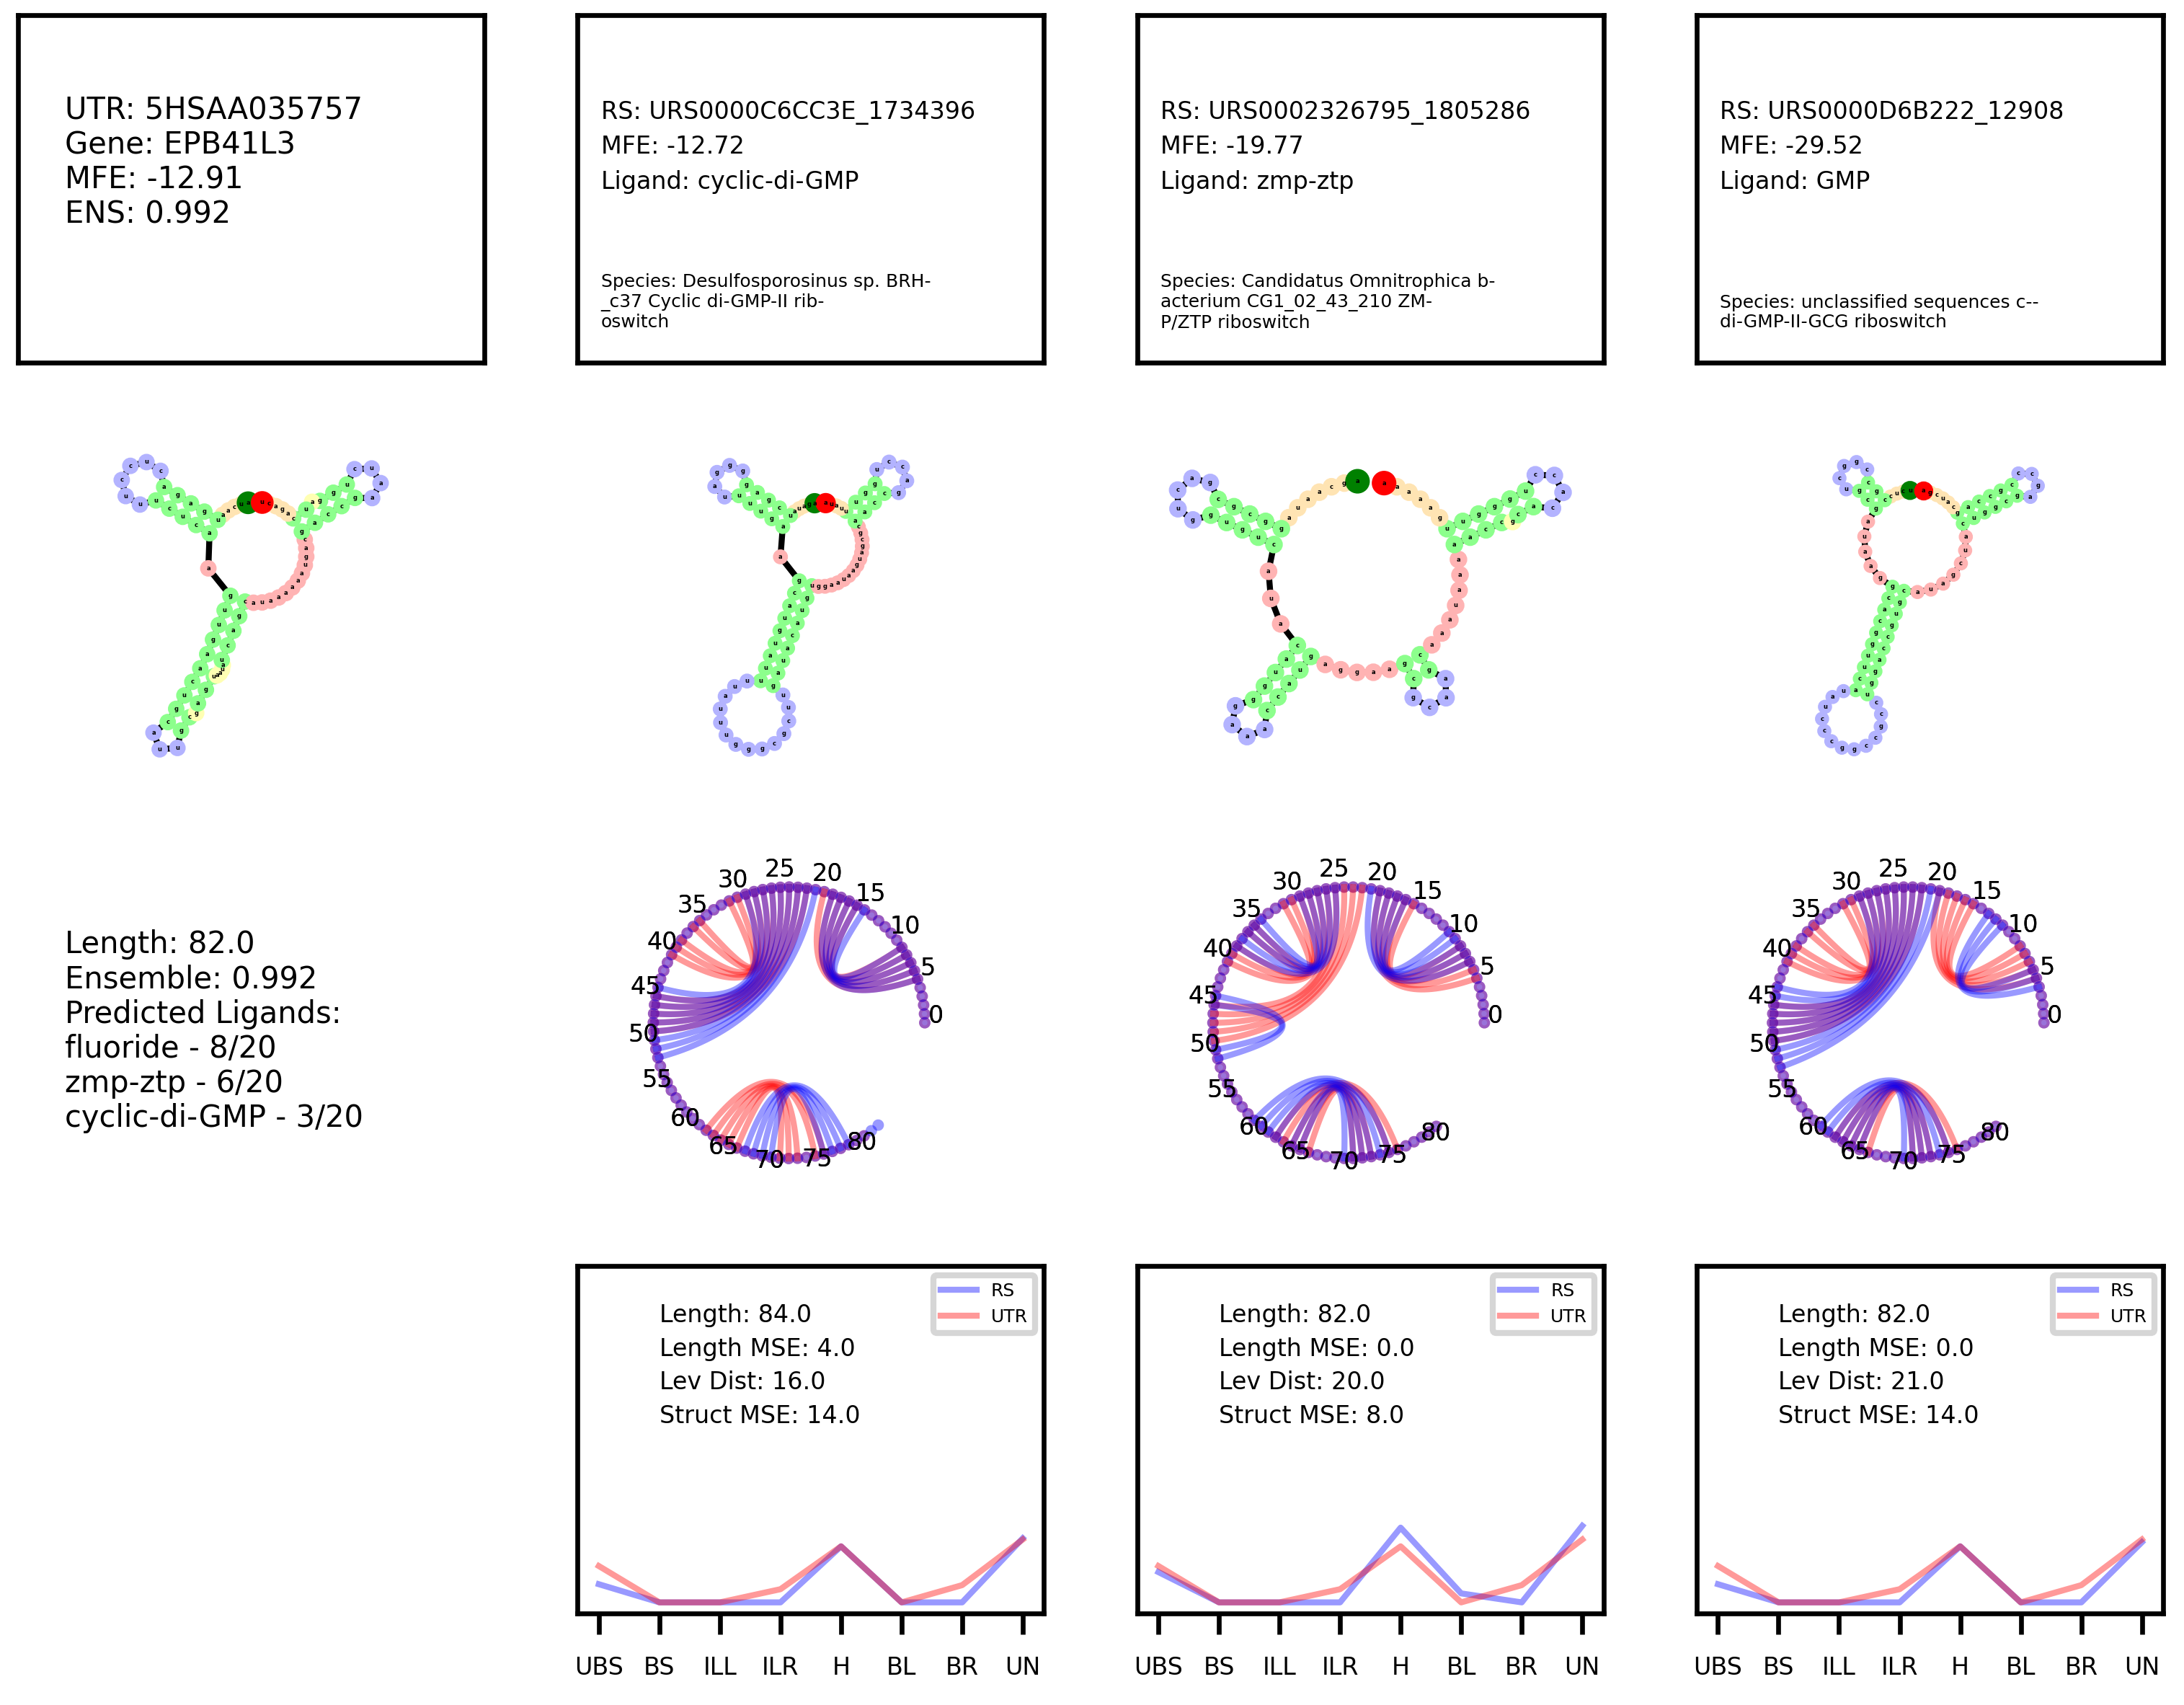 UTR: 5HSAA035757
Gene: EPB41L3
MFE: -12.91
ENS: 0.992
RS: URS0000C6CC3E_1734396
MFE: -12.72
Ligand: cyclic-di-GMP
Species: Desulfosporosinus sp. BRH-
_c37 Cyclic di-GMP-II rib-
oswitch
RS: URS0002326795_1805286
MFE: -19.77
Ligand: zmp-ztp
Species: Candidatus Omnitrophica b-
acterium CG1_02_43_210 ZM-
P/ZTP riboswitch
RS: URS0000D6B222_12908
MFE: -29.52
Ligand: GMP
Species: unclassified sequences c--
di-GMP-II-GCG riboswitch
Length: 82.0
Ensemble: 0.992
Predicted Ligands:
fluoride - 8/20
zmp-ztp - 6/20
cyclic-di-GMP - 3/20
0 5 10 15 20 25 30 35 40 45 50 55 60 65 70 75 80
0 5 10 15 20 25 30 35 40 45 50 55 60 65 70 75 80
0 5 10 15 20 25 30 35 40 45 50 55 60 65 70 75 80
RS
UTR
Length: 84.0
Length MSE: 4.0
Lev Dist: 16.0
Struct MSE: 14.0
UBS BS ILL ILR H BL BR UN
RS
UTR
Length: 82.0
Length MSE: 0.0
Lev Dist: 20.0
Struct MSE: 8.0
UBS BS ILL ILR H BL BR UN
RS
UTR
Length: 82.0
Length MSE: 0.0
Lev Dist: 21.0
Struct MSE: 14.0
UBS BS ILL ILR H BL BR UN